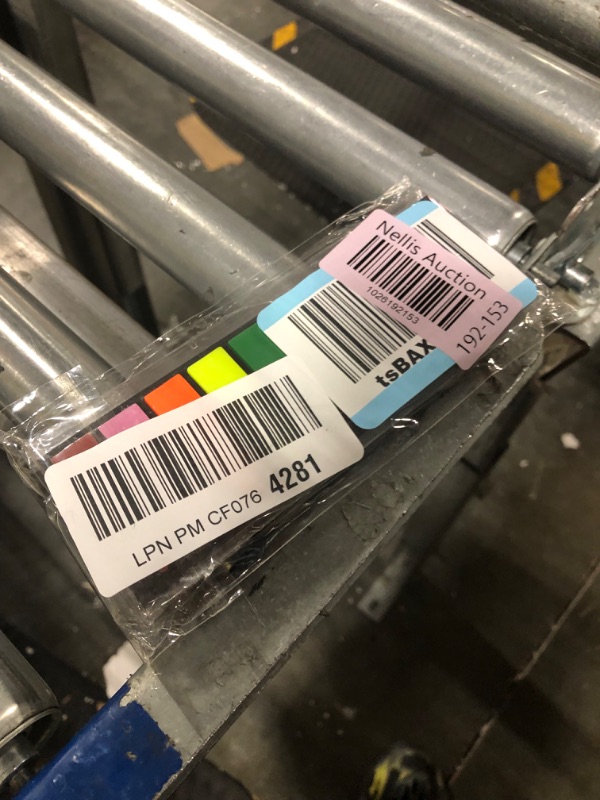 Nellis Auction
1026192153
192-153
tsBAX
LPN PM CF076 4281